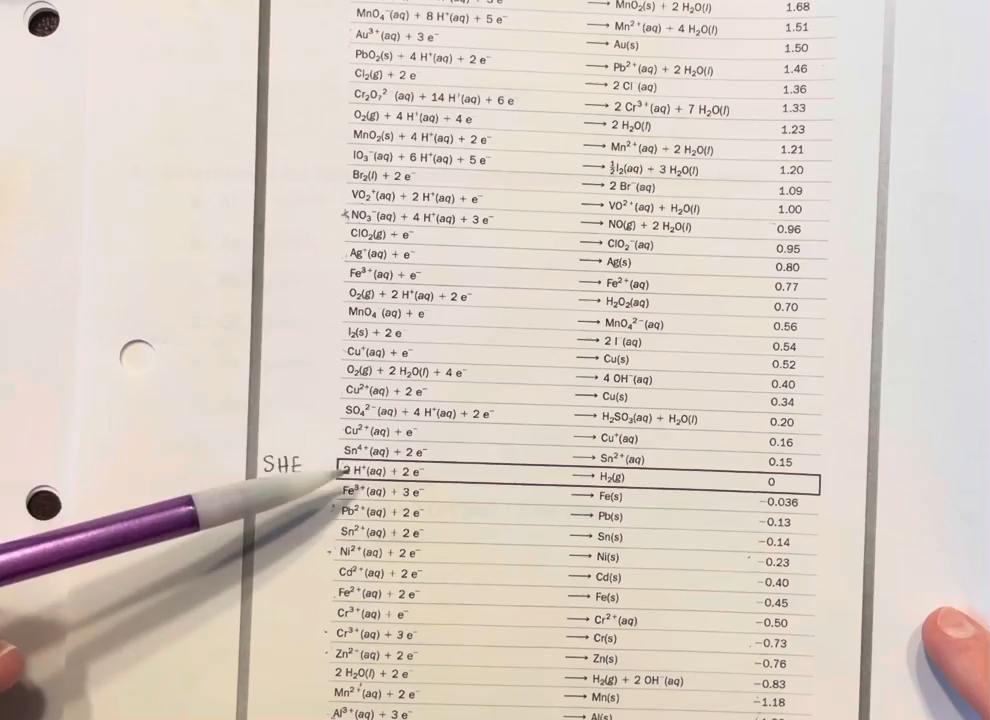 MnO₂(s) + 2 H₂O(l) 1.68
MnO₄⁻(aq) + 8 H⁺(aq) + 5 e⁻ ⟶ Mn²⁺(aq) + 4 H₂O(l) 1.51
Au³⁺(aq) + 3 e⁻ ⟶ Au(s) 1.50
PbO₂(s) + 4 H⁺(aq) + 2 e⁻ ⟶ Pb²⁺(aq) + 2 H₂O(l) 1.46
Cl₂(g) + 2 e ⟶ 2 Cl (aq) 1.36
Cr₂O₇² (aq) + 14 H⁺(aq) + 6 e ⟶ 2 Cr³⁺(aq) + 7 H₂O(l) 1.33
O₂(g) + 4 H⁺(aq) + 4 e ⟶ 2 H₂O(l) 1.23
MnO₂(s) + 4 H⁺(aq) + 2 e⁻ ⟶ Mn²⁺(aq) + 2 H₂O(l) 1.21
IO₃⁻(aq) + 6 H⁺(aq) + 5 e⁻ ⟶ ½I₂(aq) + 3 H₂O(l) 1.20
Br₂(l) + 2 e⁻ ⟶ 2 Br⁻(aq) 1.09
VO₂⁺(aq) + 2 H⁺(aq) + e⁻ ⟶ VO²⁺(aq) + H₂O(l) 1.00
NO₃⁻(aq) + 4 H⁺(aq) + 3 e⁻ ⟶ NO(g) + 2 H₂O(l) 0.96
ClO₂(g) + e⁻ ⟶ ClO₂⁻(aq) 0.95
Ag⁺(aq) + e⁻ ⟶ Ag(s) 0.80
Fe³⁺(aq) + e⁻ ⟶ Fe²⁺(aq) 0.77
O₂(g) + 2 H⁺(aq) + 2 e⁻ ⟶ H₂O₂(aq) 0.70
MnO₄ (aq) + e ⟶ MnO₄²⁻(aq) 0.56
I₂(s) + 2 e ⟶ 2 I (aq) 0.54
Cu⁺(aq) + e⁻ ⟶ Cu(s) 0.52
O₂(g) + 2 H₂O(l) + 4 e⁻ ⟶ 4 OH⁻(aq) 0.40
Cu²⁺(aq) + 2 e⁻ ⟶ Cu(s) 0.34
SO₄²⁻(aq) + 4 H⁺(aq) + 2 e⁻ ⟶ H₂SO₃(aq) + H₂O(l) 0.20
Cu²⁺(aq) + e⁻ ⟶ Cu⁺(aq) 0.16
Sn⁴⁺(aq) + 2 e⁻ ⟶ Sn²⁺(aq) 0.15
SHE 2 H⁺(aq) + 2 e⁻ ⟶ H₂(g) 0
Fe³⁺(aq) + 3 e⁻ ⟶ Fe(s) −0.036
Pb²⁺(aq) + 2 e⁻ ⟶ Pb(s) −0.13
Sn²⁺(aq) + 2 e⁻ ⟶ Sn(s) −0.14
Ni²⁺(aq) + 2 e⁻ ⟶ Ni(s) −0.23
Cd²⁺(aq) + 2 e⁻ ⟶ Cd(s) −0.40
Fe²⁺(aq) + 2 e⁻ ⟶ Fe(s) −0.45
Cr³⁺(aq) + e⁻ ⟶ Cr²⁺(aq) −0.50
Cr³⁺(aq) + 3 e⁻ ⟶ Cr(s) −0.73
Zn²⁻(aq) + 2 e⁻ ⟶ Zn(s) −0.76
2 H₂O(l) + 2 e⁻ ⟶ H₂(g) + 2 OH⁻(aq) −0.83
Mn²⁺(aq) + 2 e⁻ ⟶ Mn(s) −1.18
Al³⁺(aq) + 3 e⁻ ⟶ Al(s)